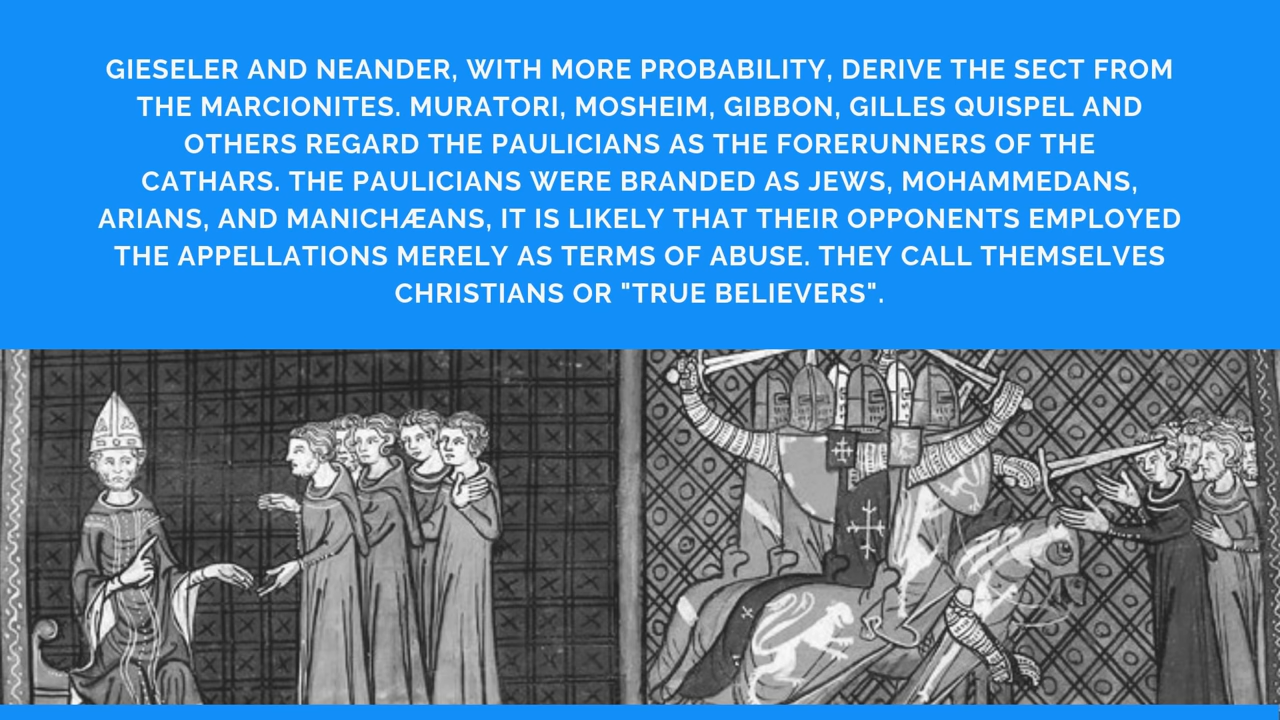 GIESELER AND NEANDER, WITH MORE PROBABILITY, DERIVE THE SECT FROM
THE MARCIONITES. MURATORI, MOSHEIM, GIBBON, GILLES QUISPEL AND
OTHERS REGARD THE PAULICIANS AS THE FORERUNNERS OF THE
CATHARS. THE PAULICIANS WERE BRANDED AS JEWS, MOHAMMEDANS,
ARIANS, AND MANICHÆANS, IT IS LIKELY THAT THEIR OPPONENTS EMPLOYED
THE APPELLATIONS MERELY AS TERMS OF ABUSE. THEY CALL THEMSELVES
CHRISTIANS OR "TRUE BELIEVERS".